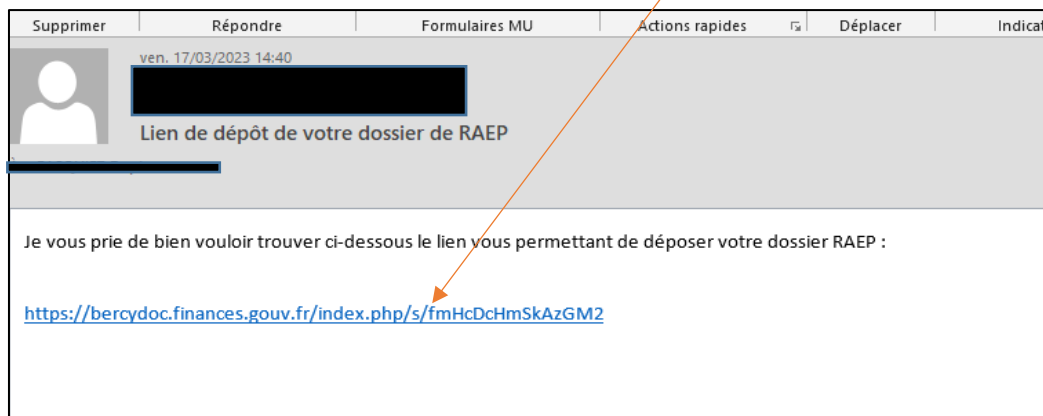 Supprimer Répondre Formulaires MU Actions rapides Déplacer Indicat
ven. 17/03/2023 14:40
Lien de dépôt de votre dossier de RAEP
Je vous prie de bien vouloir trouver ci-dessous le lien vous permettant de déposer votre dossier RAEP :
https://bercydoc.finances.gouv.fr/index.php/s/fmHcDcHmSkAzGM2